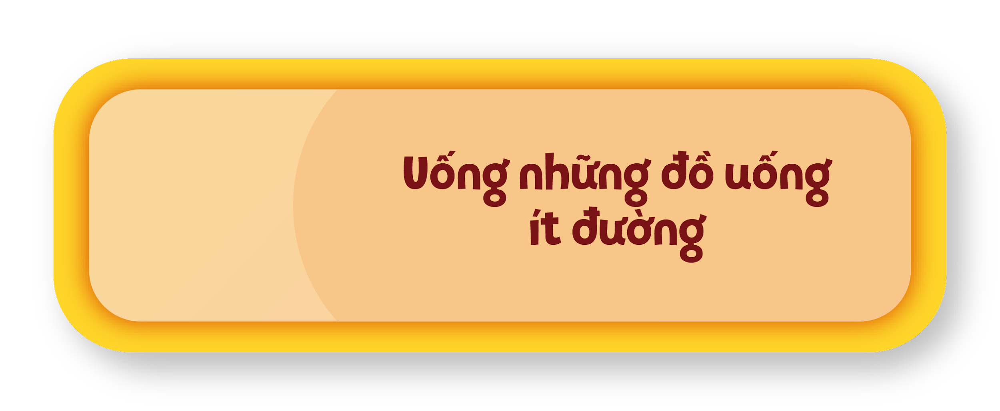 Uống những đồ uống
ít đường